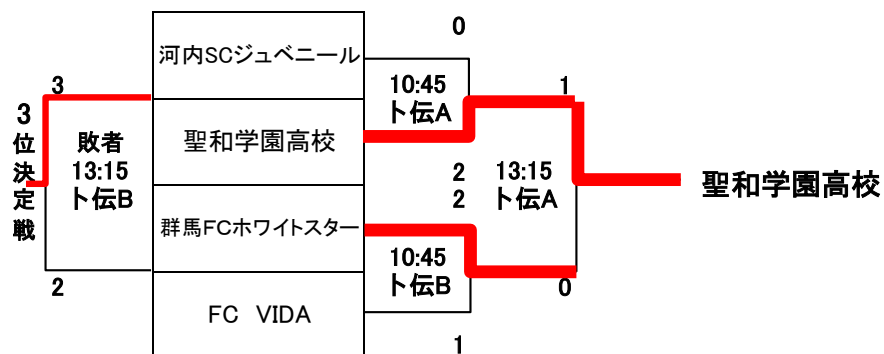 3
3
位
決
定
戦
敗者
13:15
ト伝B
2
河内SCジュベニール
聖和学園高校
群馬FCホワイトスター
FC VIDA
0
10:45
ト伝A
2
2
10:45
ト伝B
1
1
13:15
ト伝A
0
聖和学園高校